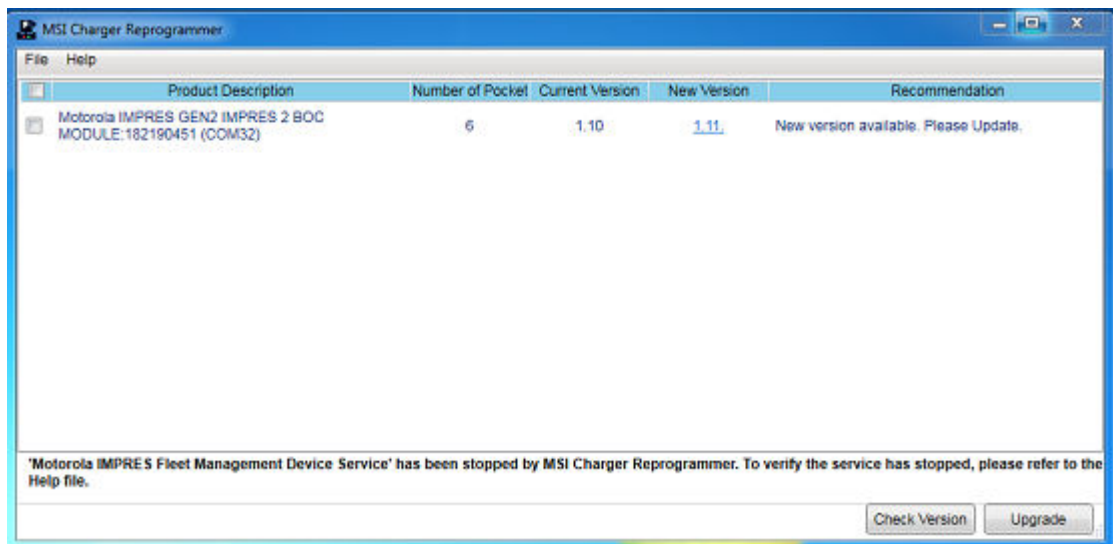 MSI Charger Reprogrammer
File Help
Product Description Number of Pocket Current Version New Version Recommendation
Motorola IMPRES GEN2 IMPRES 2 BOC
MODULE:182190451 (COM32) 6 1.10 1.11. New version available. Please Update.
'Motorola IMPRES Fleet Management Device Service' has been stopped by MSI Charger Reprogrammer. To verify the service has stopped, please refer to the
Help file.
Check Version Upgrade